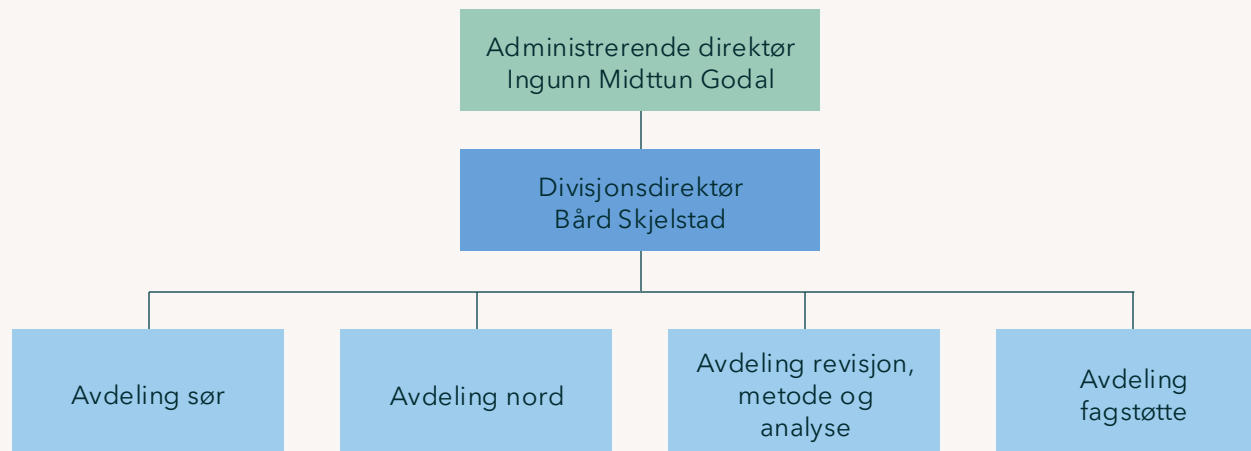 Administrerende direktør
Ingunn Midttun Godal
Divisjonsdirektør
Bård Skjelstad
Avdeling sør
Avdeling nord
Avdeling revisjon,
metode og
analyse
Avdeling
fagstøtte